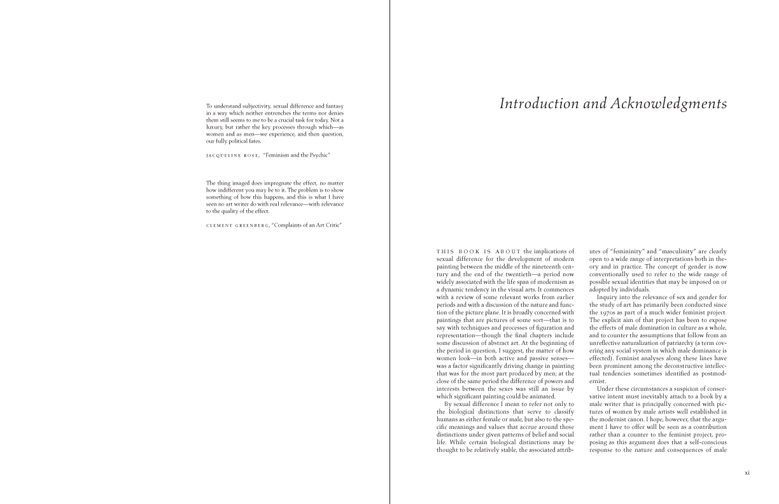 To understand subjectivity, sexual difference and fantasy
in a way which neither entrenches the terms nor denies
them still seems to me to be a crucial task for today. Not a
luxury, but rather the key processes through which—as
women and as men—we experience, and then question,
our fully political fates.
JACQUELINE ROSE, "Feminism and the Psychic"
The thing imaged does impregnate the effect, no matter
how indifferent you may be to it. The problem is to show
something of how this happens, and this is what I have
seen no art writer do with real relevance—with relevance
to the quality of the effect.
CLEMENT GREENBERG, "Complaints of an Art Critic"
Introduction and Acknowledgments
THIS BOOK IS ABOUT the implications of
sexual difference for the development of modern
painting between the middle of the nineteenth cen-
tury and the end of the twentieth—a period now
widely associated with the life span of modernism as
a dynamic tendency in the visual arts. It commences
with a review of some relevant works from earlier
periods and with a discussion of the nature and func-
tion of the picture plane. It is broadly concerned with
paintings that are pictures of some sort—that is to
say with techniques and processes of figuration and
representation—though the final chapters include
some discussion of abstract art. At the beginning of
the period in question, I suggest, the matter of how
women look—in both active and passive senses—
was a factor significantly driving change in painting
that was for the most part produced by men; at the
close of the same period the difference of powers and
interests between the sexes was still an issue by
which significant painting could be animated.
By sexual difference I mean to refer not only to
the biological distinctions that serve to classify
humans as either female or male, but also to the spe-
cific meanings and values that accrue around those
distinctions under given patterns of belief and social
life. While certain biological distinctions may be
thought to be relatively stable, the associated attrib-
utes of "femininity" and "masculinity" are clearly
open to a wide range of interpretations both in the-
ory and in practice. The concept of gender is now
conventionally used to refer to the wide range of
possible sexual identities that may be imposed on or
adopted by individuals.
Inquiry into the relevance of sex and gender for
the study of art has primarily been conducted since
the 1970s as part of a much wider feminist project.
The explicit aim of that project has been to expose
the effects of male domination in culture as a whole,
and to counter the assumptions that follow from an
unreflective naturalization of patriarchy (a term cov-
ering any social system in which male dominance is
effected). Feminist analyses along these lines have
been prominent among the deconstructive intellec-
tual tendencies sometimes identified as postmod-
ernist.
Under these circumstances a suspicion of conser-
vative intent must inevitably attach to a book by a
male writer that is principally concerned with pic-
tures of women by male artists well established in
the modernist canon. I hope, however, that the argu-
ment I have to offer will be seen as a contribution
rather than a counter to the feminist project, pro-
posing as this argument does that a self-conscious
response to the nature and consequences of male
xi